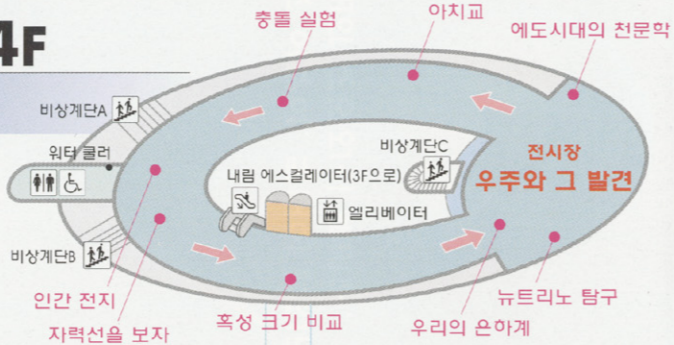 4F
충돌 실험
아치교
에도시대의 천문학
비상계단A
워터 쿨러
내림 에스컬레이터(3F으로)
비상계단C
전시장
우주와 그 발견
엘리베이터
비상계단B
인간 전지
자력선을 보자
혹성 크기 비교
우리의 은하계
뉴트리노 탐구